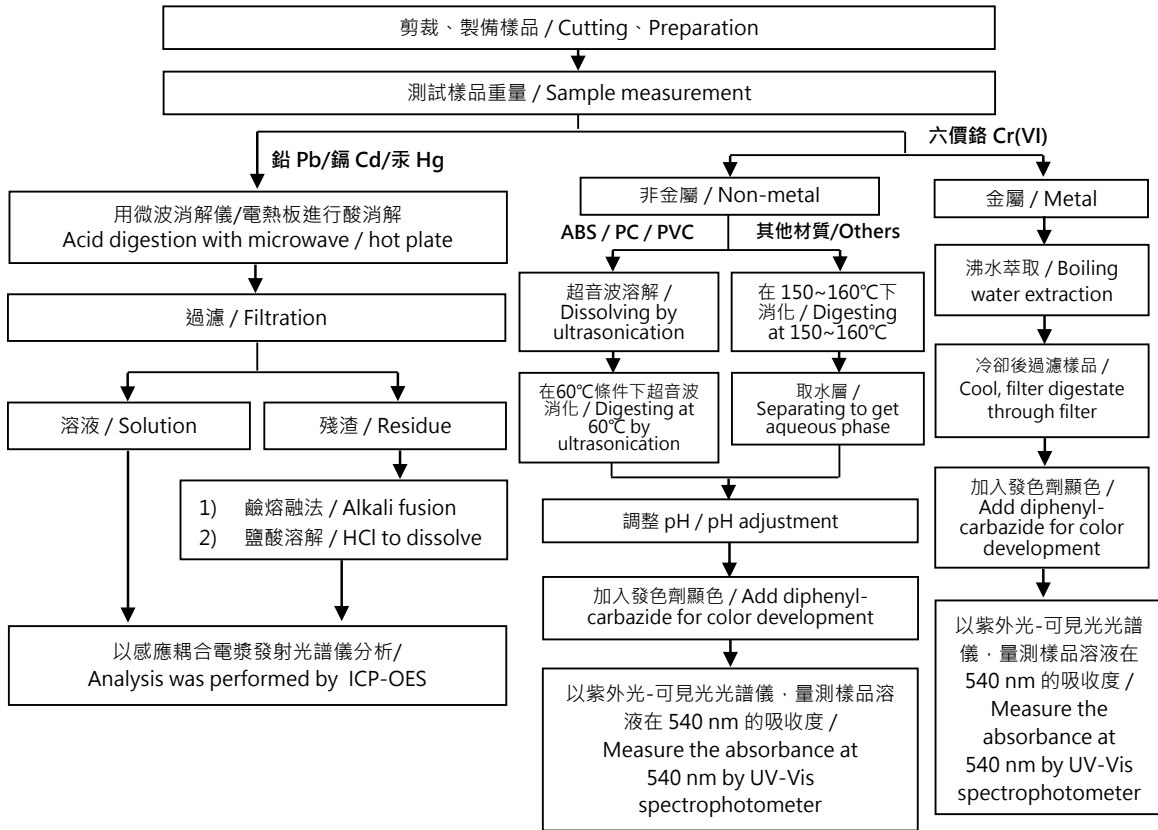 剪裁、製備樣品 / Cutting、Preparation
測試樣品重量 / Sample measurement
鉛 Pb/鎘 Cd/汞 Hg
用微波消解儀/電熱板進行酸消解
Acid digestion with microwave / hot plate
過濾 / Filtration
溶液 / Solution
殘渣 / Residue
1) 鹼熔融法 / Alkali fusion
2) 鹽酸溶解 / HCl to dissolve
以感應耦合電漿發射光譜儀分析/
Analysis was performed by ICP-OES
六價鉻 Cr(VI)
非金屬 / Non-metal
ABS / PC / PVC
超音波溶解 /
Dissolving by
ultrasonication
在60℃條件下超音波
消化 / Digesting at
60℃ by
ultrasonication
其他材質/Others
在 150~160℃下
消化 / Digesting
at 150~160℃
取水層 /
Separating to get
aqueous phase
調整 pH / pH adjustment
加入發色劑顯色 / Add diphenyl-
carbazide for color development
以紫外光-可見光光譜儀，量測樣品溶
液在 540 nm 的吸收度 /
Measure the absorbance at
540 nm by UV-Vis
spectrophotometer
金屬 / Metal
沸水萃取 / Boiling
water extraction
冷卻後過濾樣品 /
Cool, filter digestate
through filter
加入發色劑顯色 /
Add diphenyl-
carbazide for color
development
以紫外光-可見光光譜
儀，量測樣品溶液在
540 nm 的吸收度 /
Measure the
absorbance at
540 nm by UV-Vis
spectrophotometer